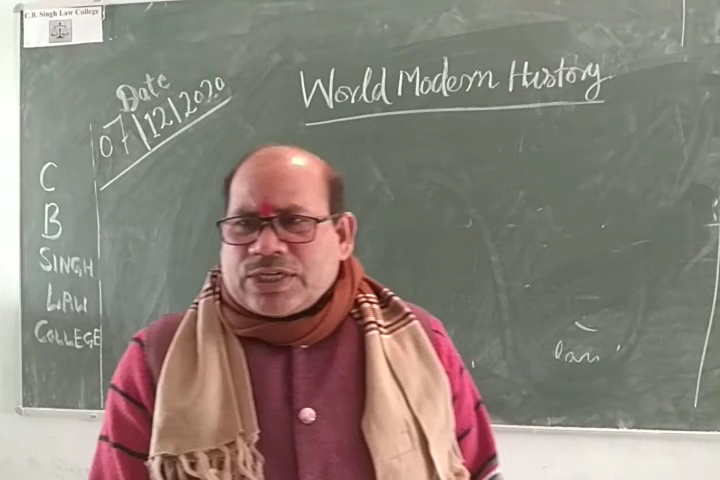 C.B. Singh Law College
Date
07/12/2020
World Modern History
C
B
SINGH
LAW
COLLEGE